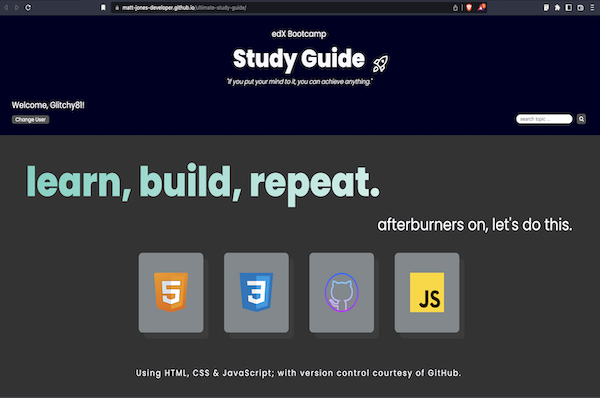 matt-jones-developer.github.io/ultimate-study-guide/
edX Bootcamp
Study Guide
"if you put your mind to it, you can achieve anything."
Welcome, Glitchy81!
Change User
search topic ...
learn, build, repeat.
afterburners on, let's do this.
5
3
JS
Using HTML, CSS & JavaScript; with version control courtesy of GitHub.